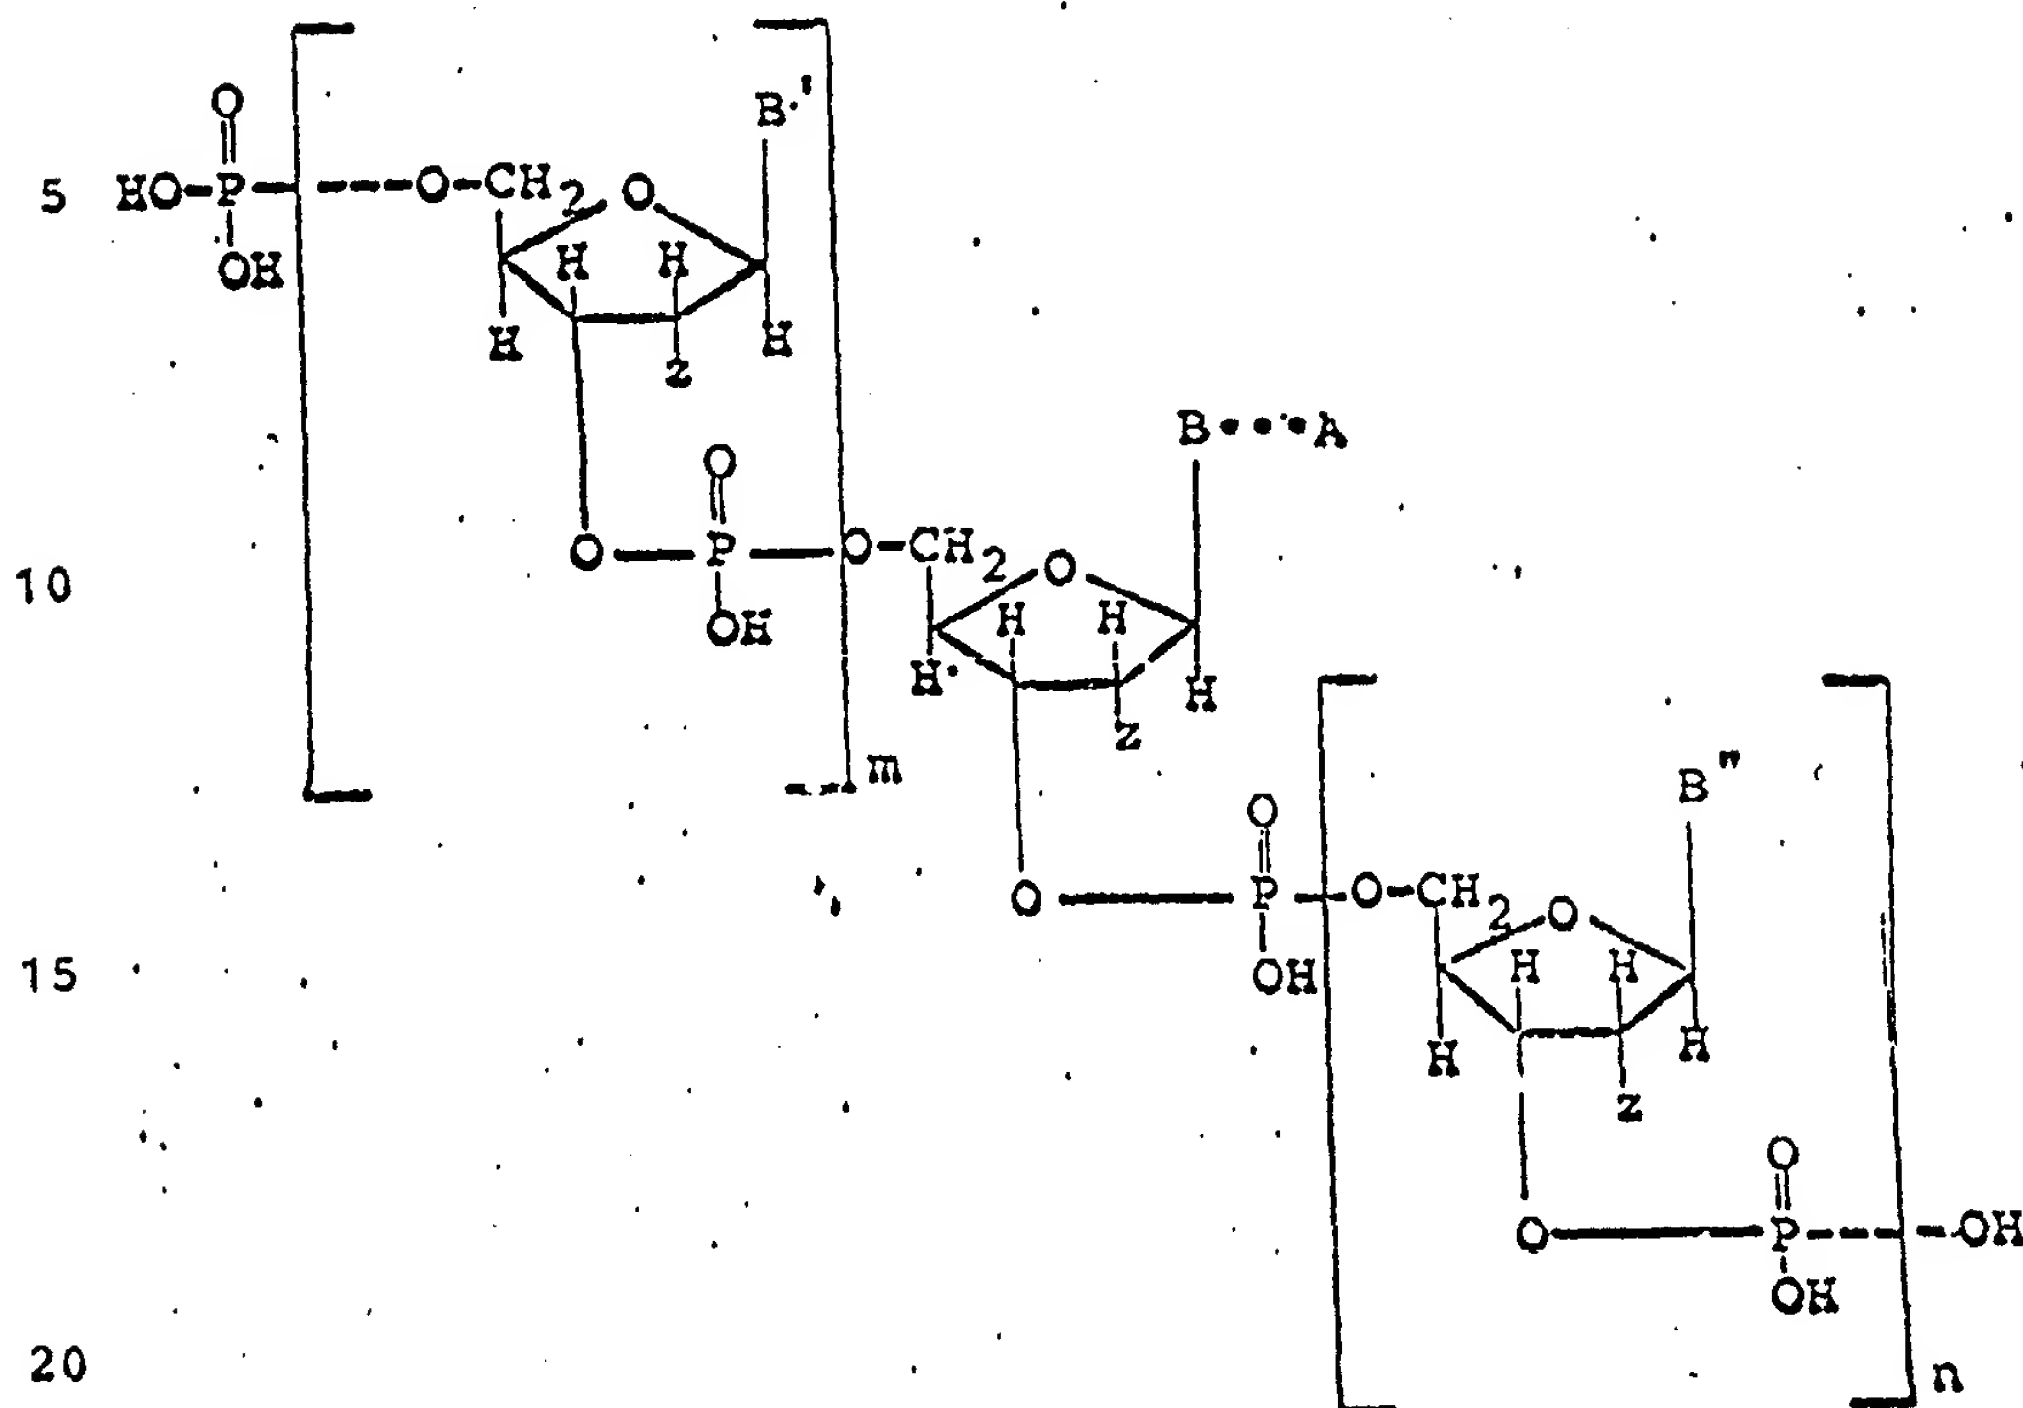 O
B'
5 HO-P-O-CH2 O
OH H H
H z H
B•••A
O
O-P-O-CH2 O
10
OH H H
H H
z
m
B"
O
O-P-O-CH2 O
15 OH H H
H H
z
O
O-P-OH
OH
20 n